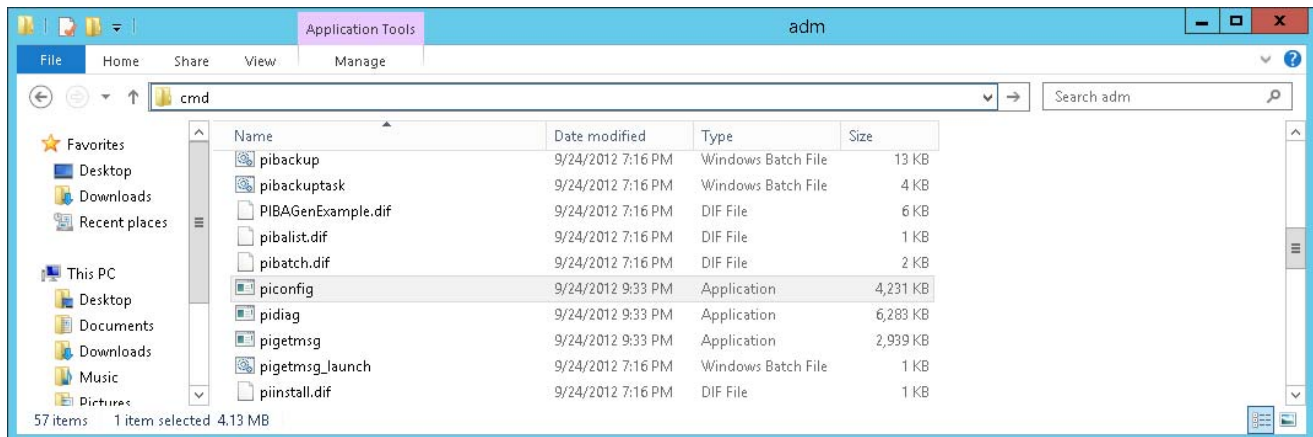 Application Tools adm
File Home Share View Manage
cmd Search adm
Favorites
Desktop
Downloads
Recent places
This PC
Desktop
Documents
Downloads
Music
Pictures
Name Date modified Type Size
pibackup 9/24/2012 7:16 PM Windows Batch File 13 KB
pibackuptask 9/24/2012 7:16 PM Windows Batch File 4 KB
PIBAGenExample.dif 9/24/2012 7:16 PM DIF File 6 KB
pibalist.dif 9/24/2012 7:16 PM DIF File 1 KB
pibatch.dif 9/24/2012 7:16 PM DIF File 2 KB
piconfig 9/24/2012 9:33 PM Application 4,231 KB
pidiag 9/24/2012 9:33 PM Application 6,283 KB
pigetmsg 9/24/2012 9:33 PM Application 2,939 KB
pigetmsg_launch 9/24/2012 7:16 PM Windows Batch File 1 KB
piinstall.dif 9/24/2012 7:16 PM DIF File 1 KB
57 items 1 item selected 4.13 MB